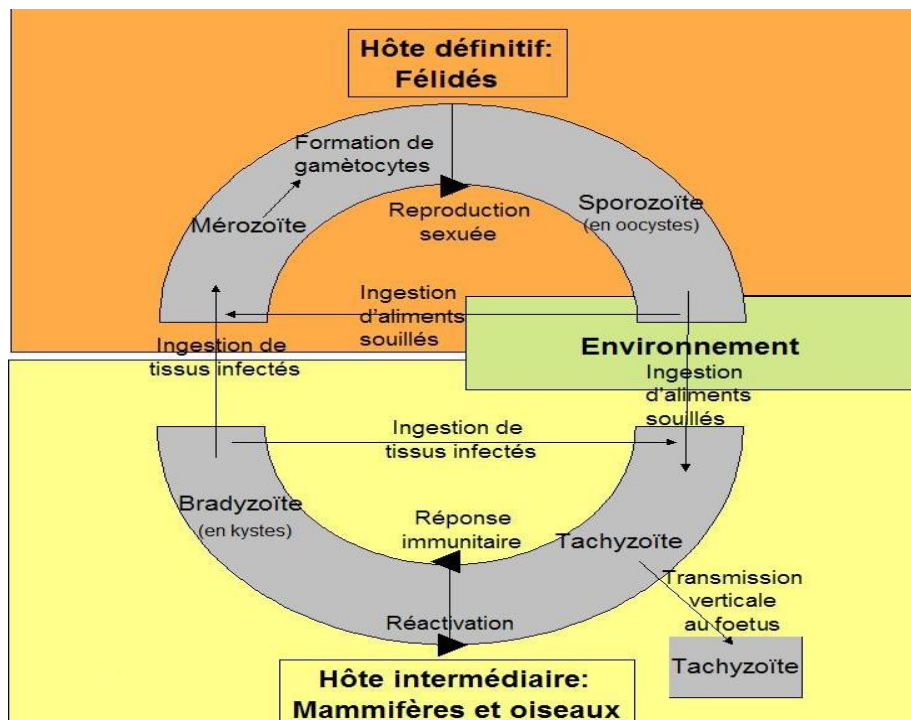 Hôte définitif:
Félidés
Formation de
gamètocytes
Mérozoïte
Reproduction
sexuée
Sporozoïte
(en oocystes)
Ingestion
d'aliments
souillés
Ingestion de
tissus infectés
Environnement
Ingestion
d'aliments
souillés
Ingestion de
tissus infectés
Bradyzoïte
(en kystes)
Réponse
immunitaire
Tachyzoïte
Réactivation
Transmission
verticale
au foetus
Tachyzoïte
Hôte intermédiaire:
Mammifères et oiseaux